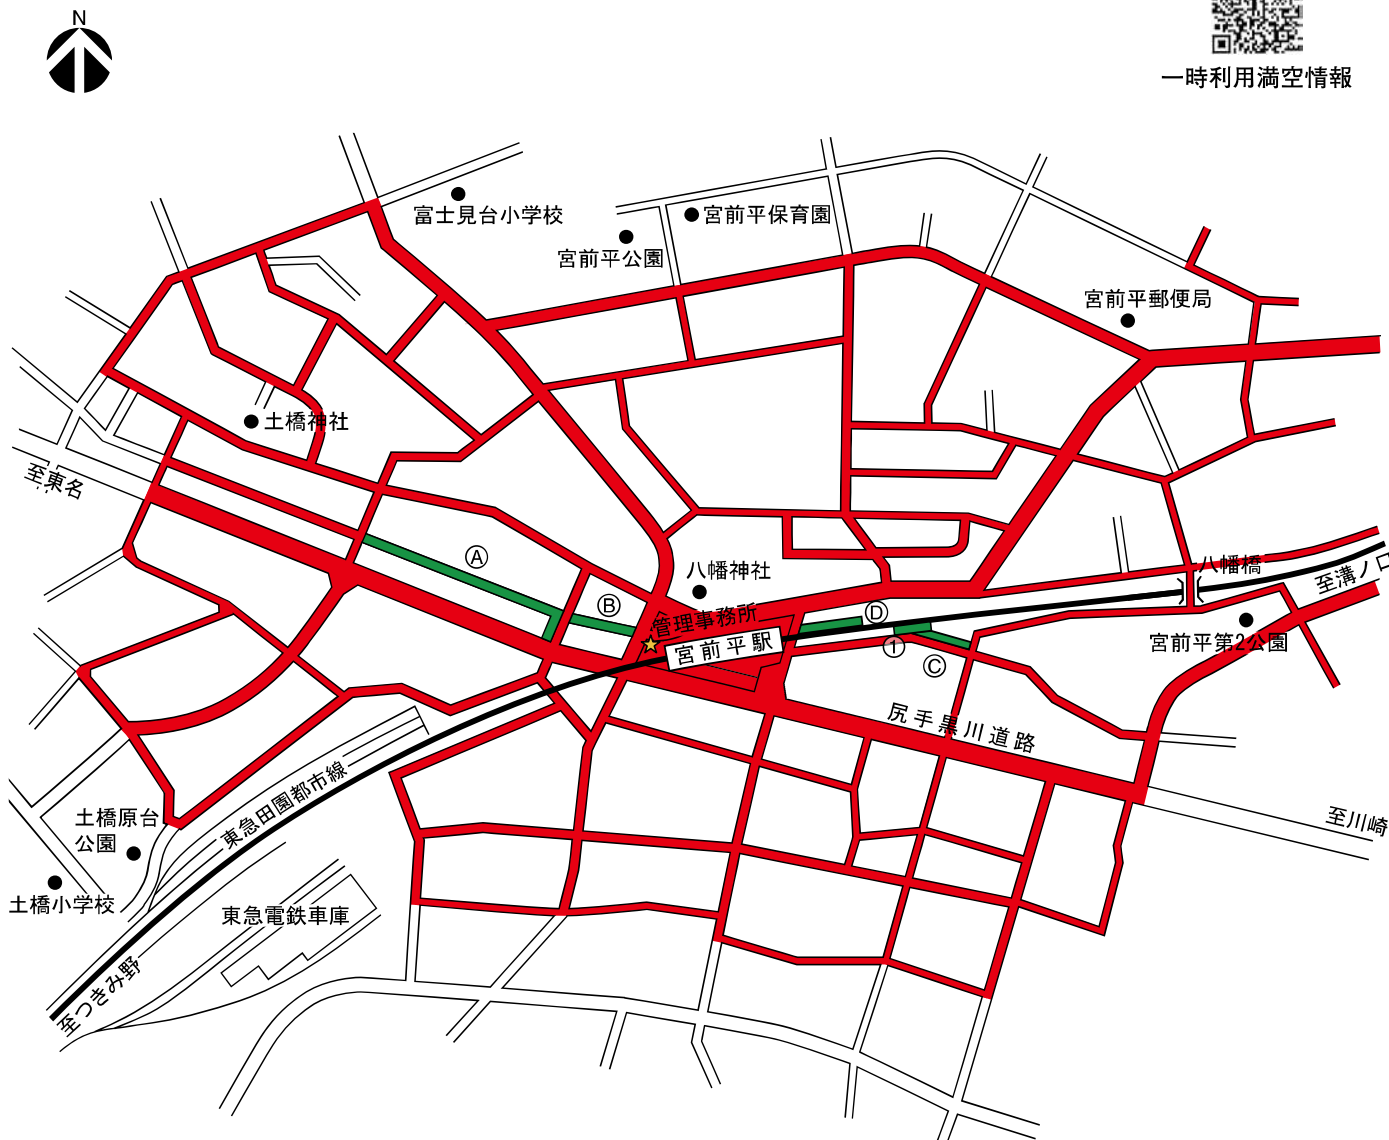 N
一時利用満空情報
富士見台小学校
宮前平保育園
宮前平公園
宮前平郵便局
土橋神社
至東名
Ⓐ
Ⓑ
八幡神社
八幡橋
至溝ノ口
管理事務所
Ⓓ
宮前平駅
①
Ⓒ
宮前平第2公園
尻手黒川道路
東急田園都市線
至川崎
土橋原台
公園
土橋小学校
東急電鉄車庫
至つきみ野